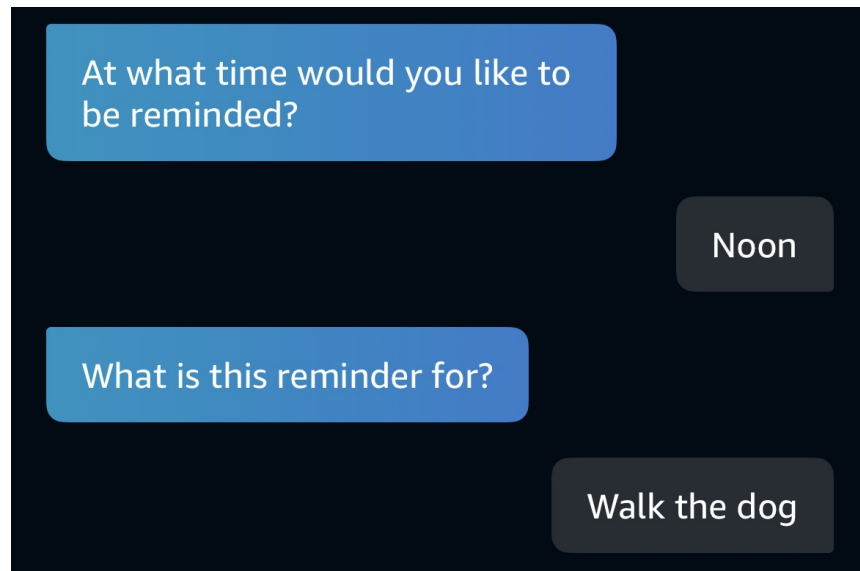 At what time would you like to
be reminded?
Noon
What is this reminder for?
Walk the dog